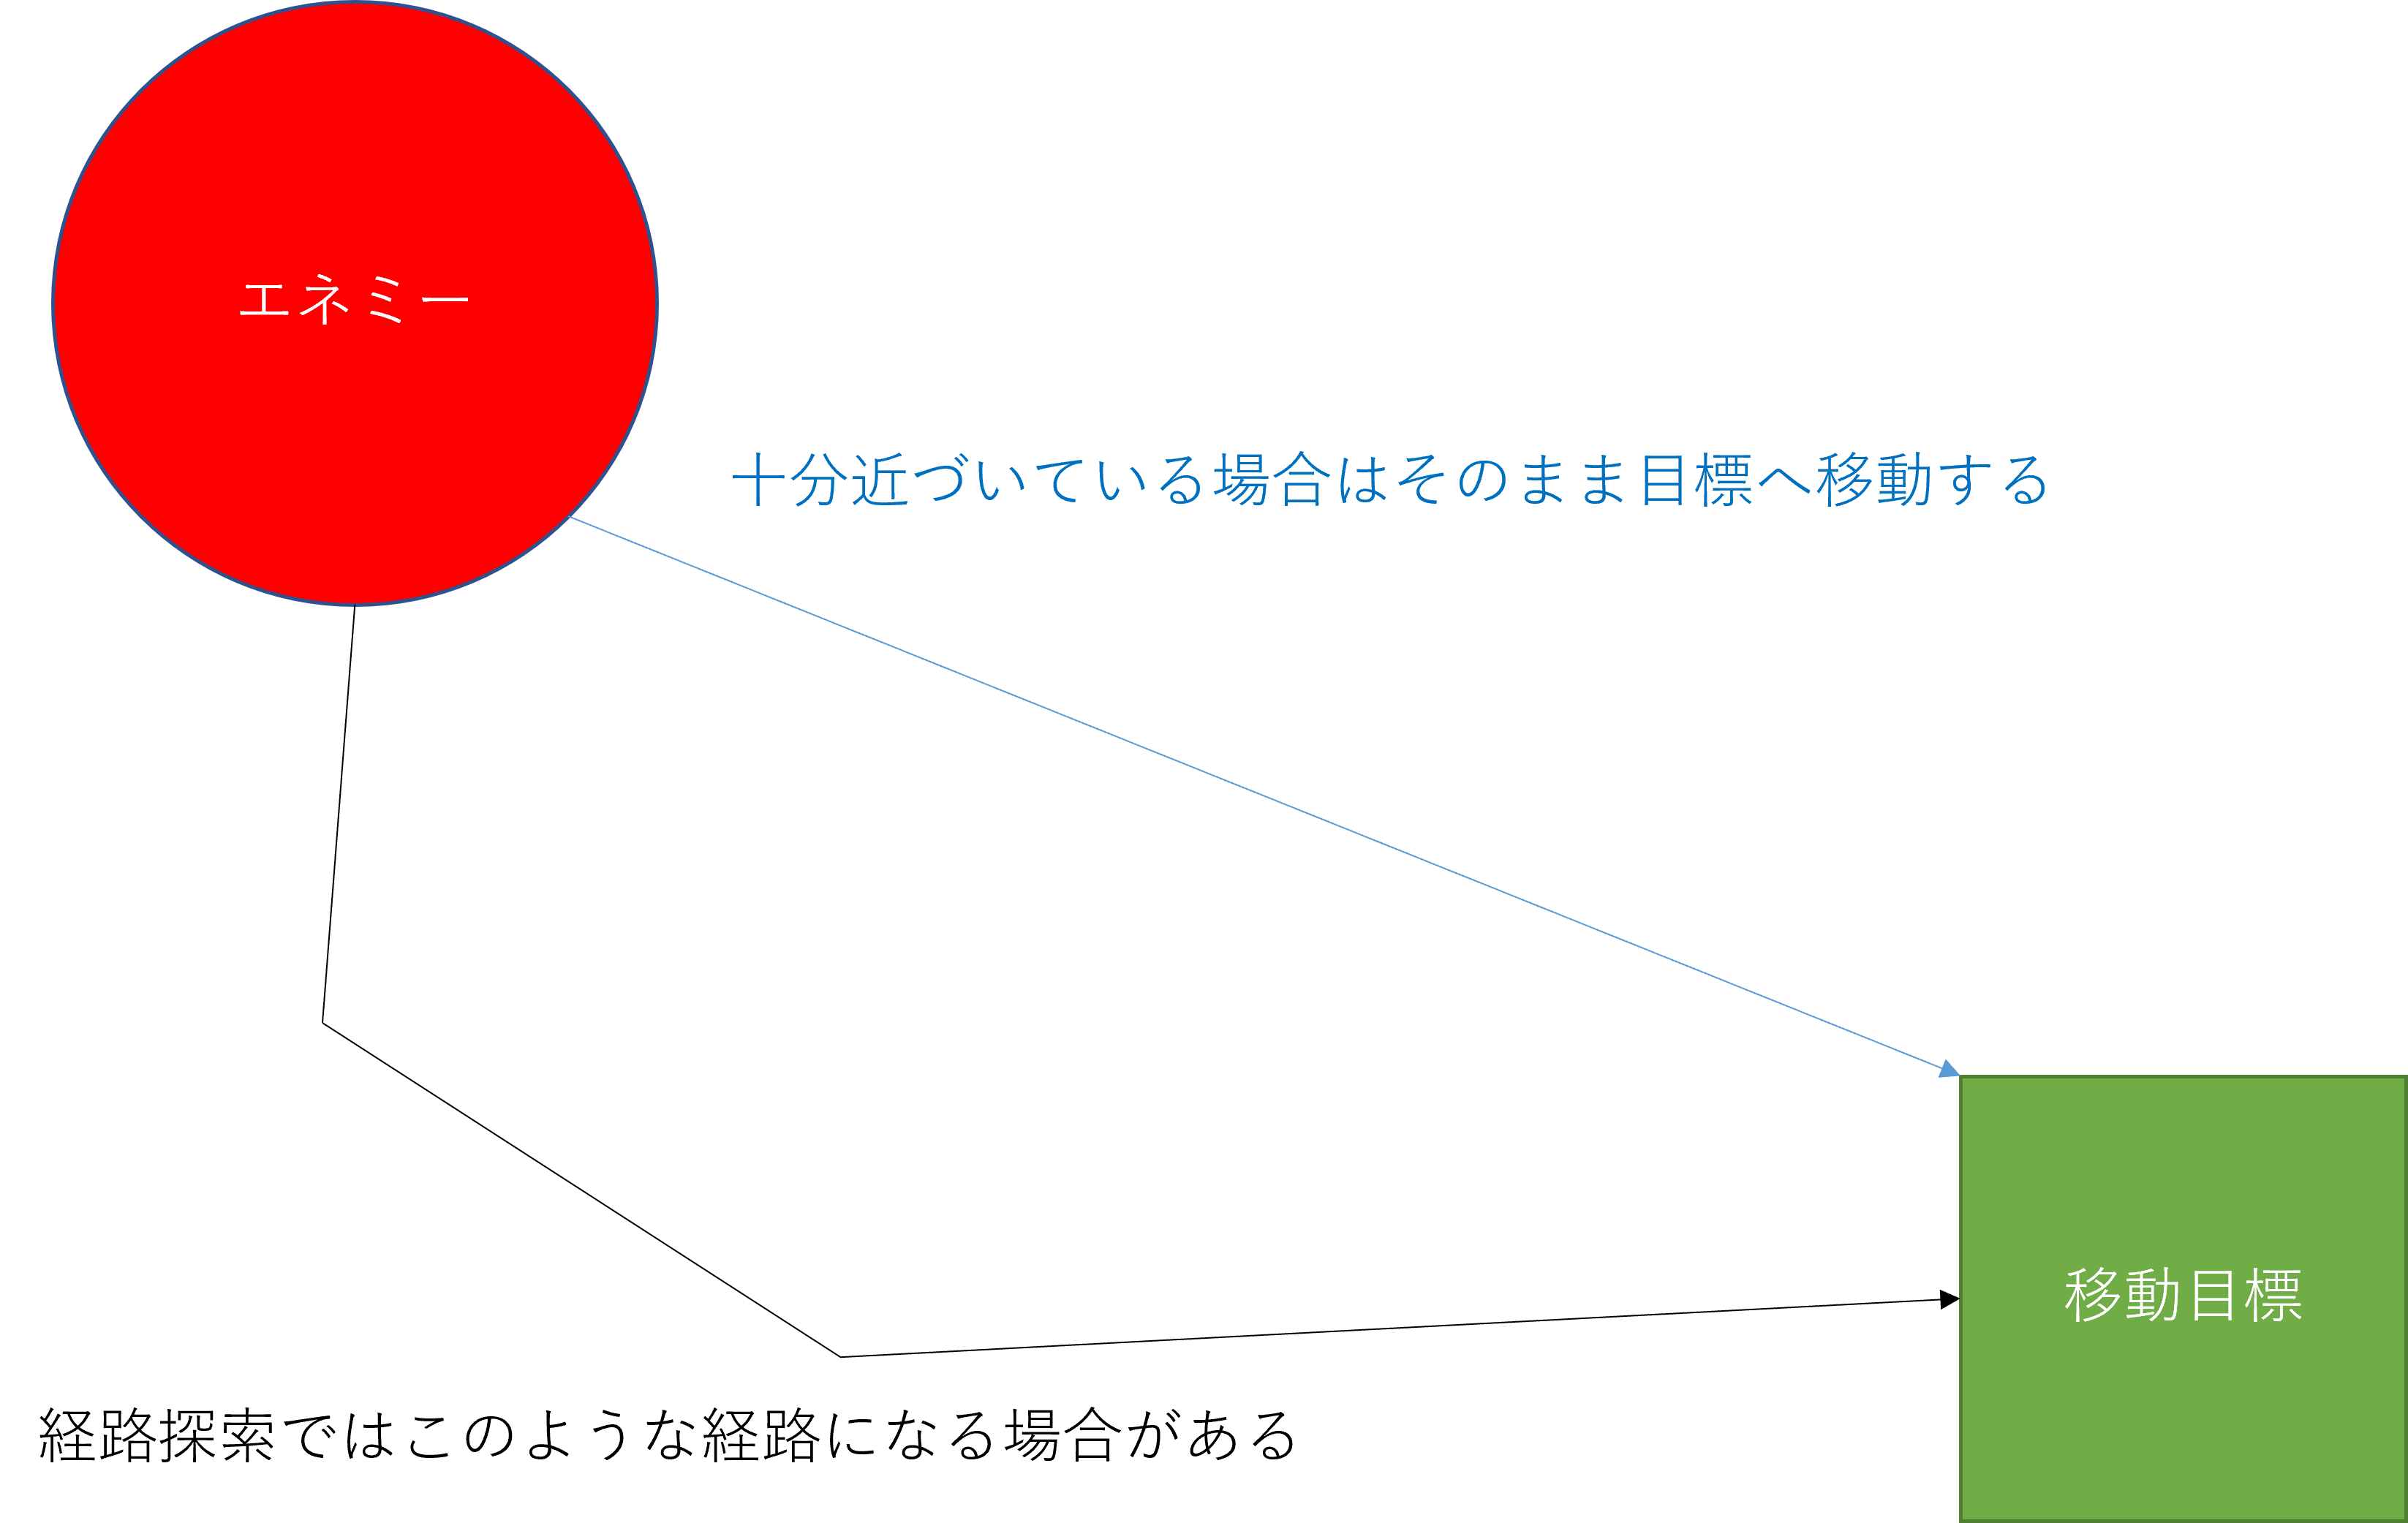 エネミー
十分近づいている場合はそのまま目標へ移動する
移動目標
経路探索ではこのような経路になる場合がある